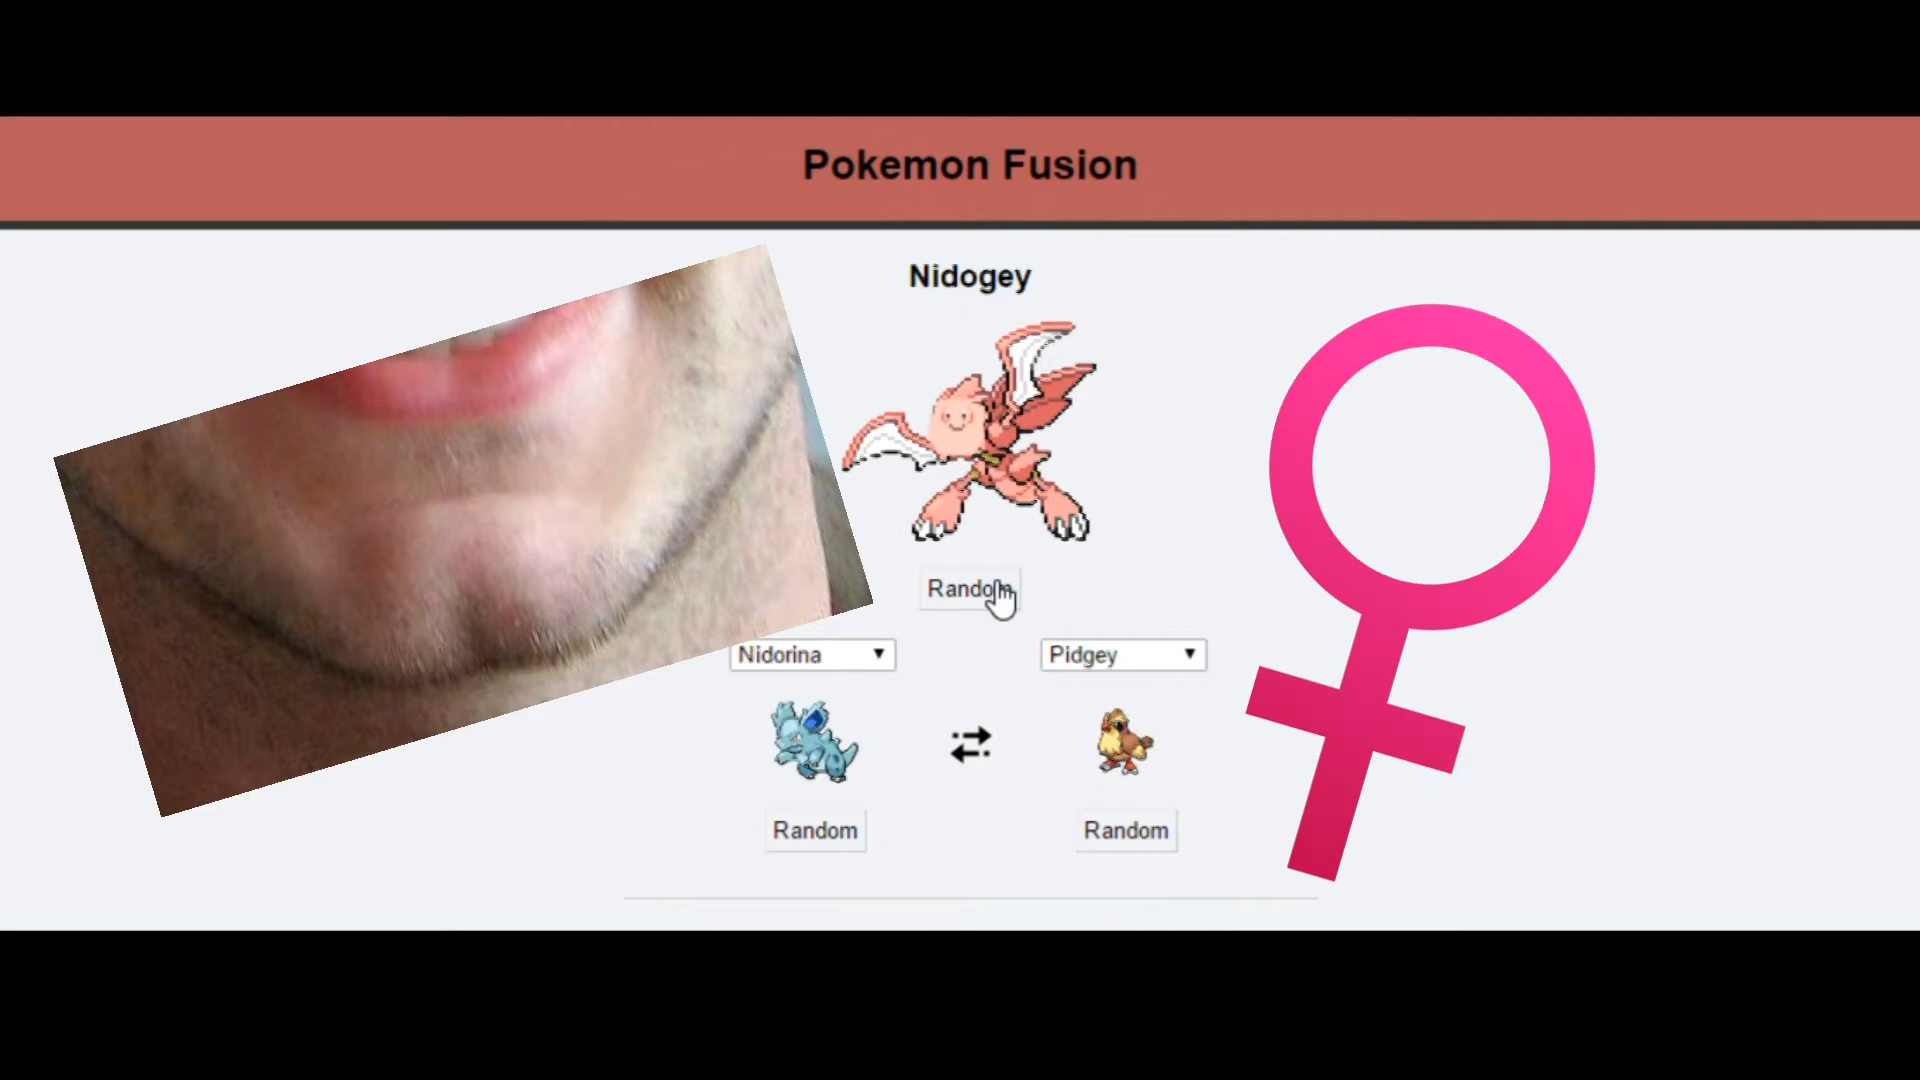 Pokemon Fusion
Nidogey
Random
Nidorina
Pidgey
Random
Random